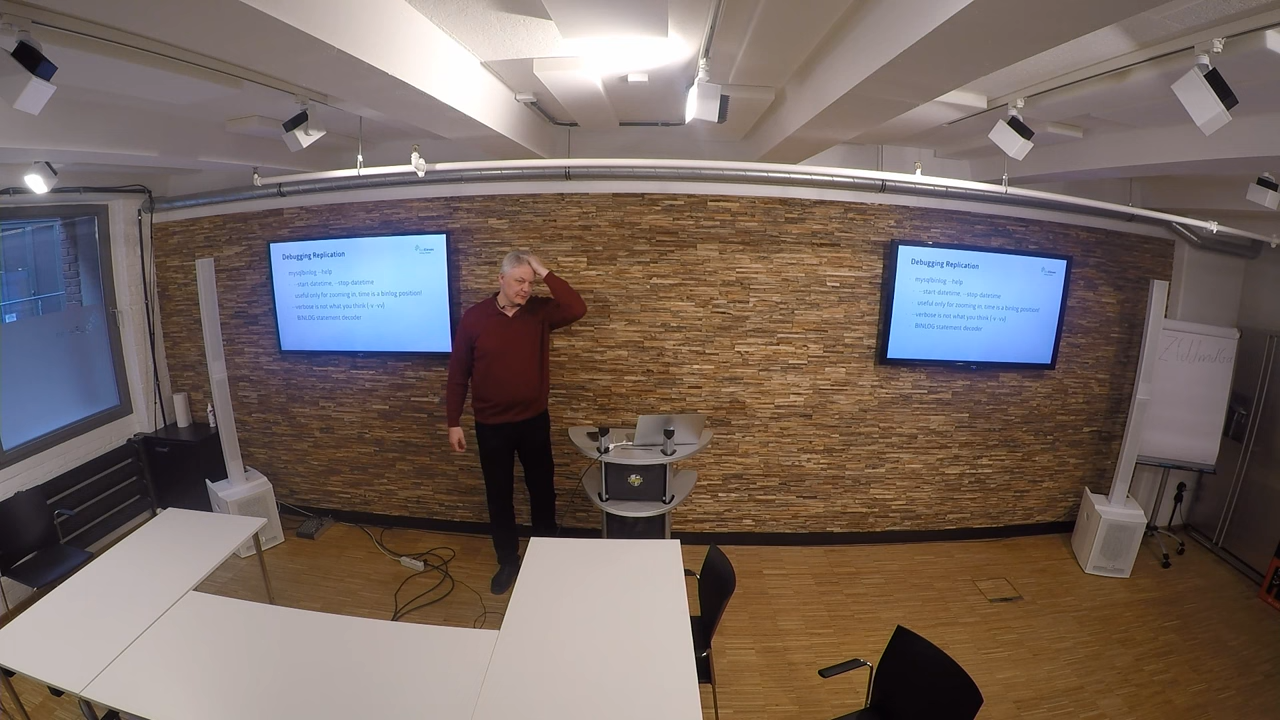 Debugging Replication
mysqlbinlog --help
--start-datetime, --stop-datetime
useful only for zooming in, time is a binlog position!
--verbose is not what you think (-v -vv)
BINLOG statement decoder
Debugging Replication
mysqlbinlog --help
--start-datetime, --stop-datetime
useful only for zooming in, time is a binlog position!
--verbose is not what you think (-v -vv)
BINLOG statement decoder